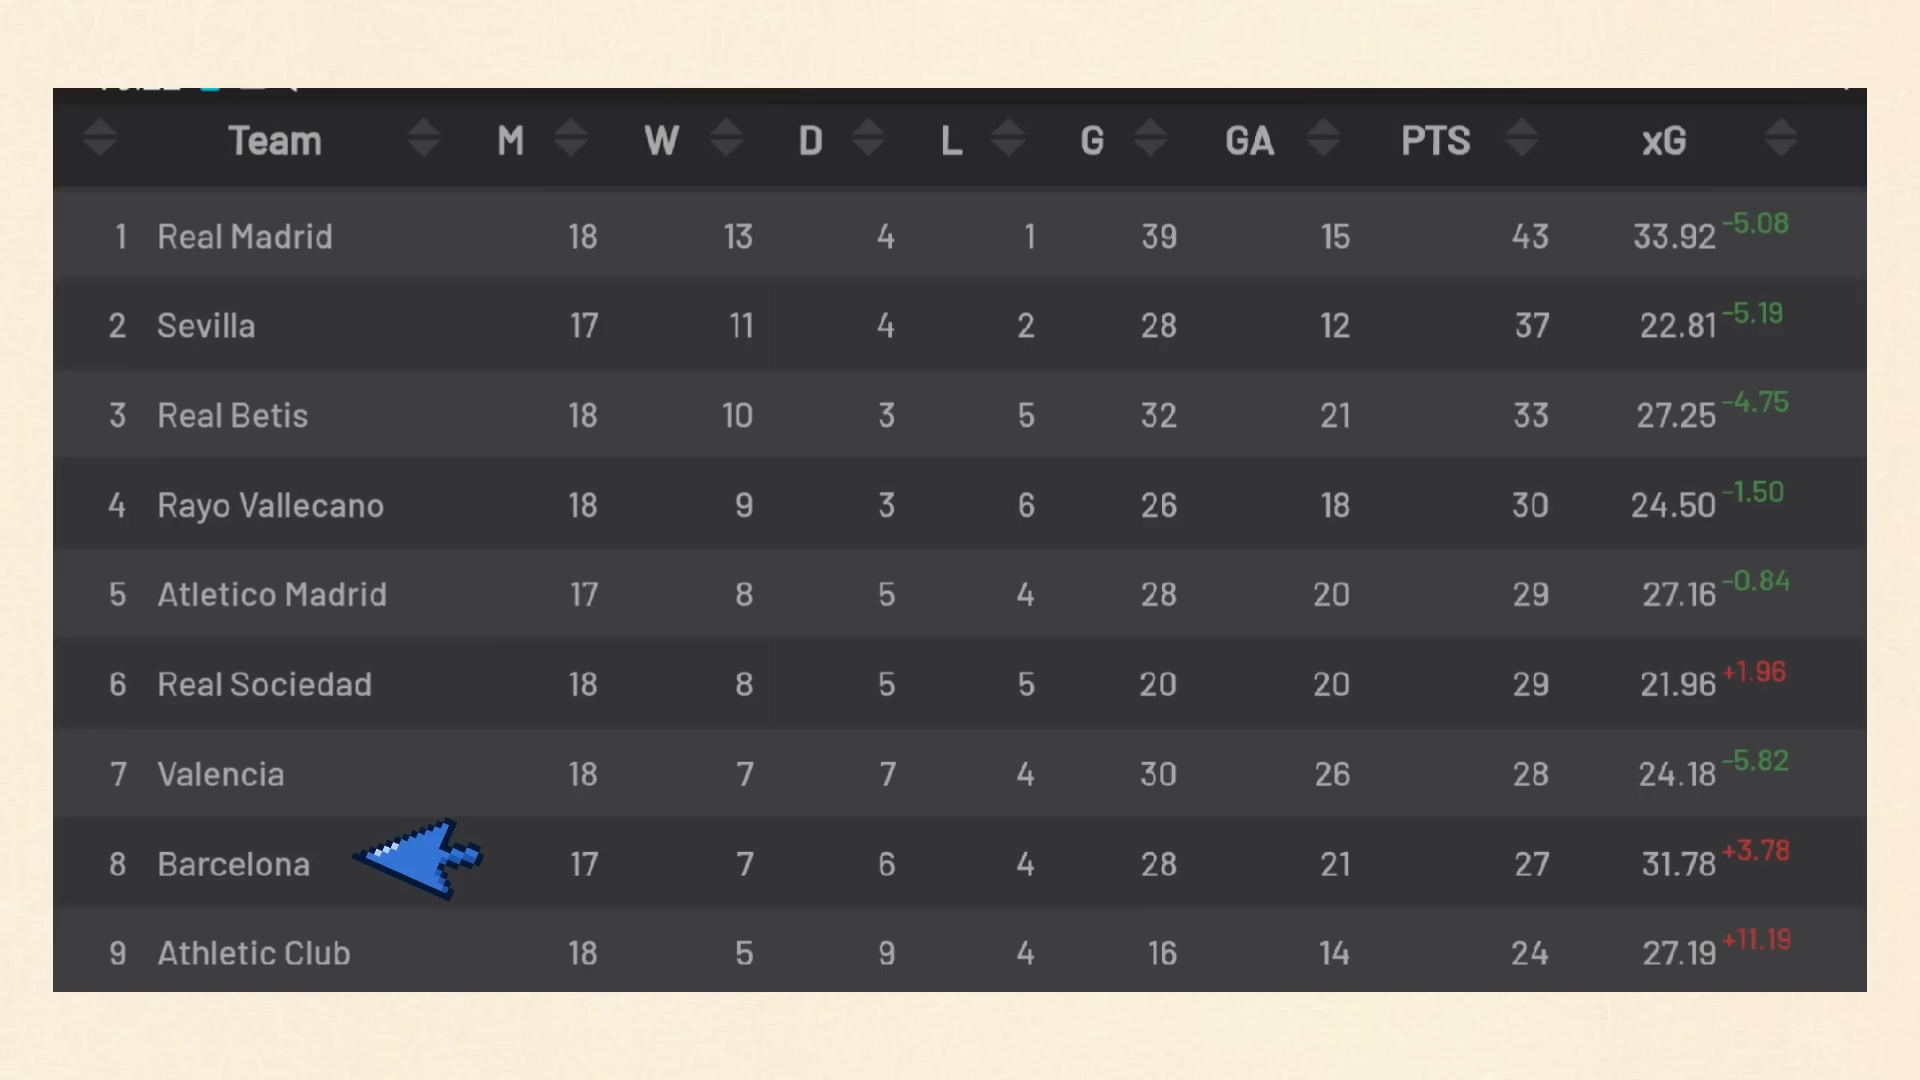 Team M W D L G GA PTS xG
1 Real Madrid 18 13 4 1 39 15 43 33.92 -5.08
2 Sevilla 17 11 4 2 28 12 37 22.81 -5.19
3 Real Betis 18 10 3 5 32 21 33 27.25 -4.75
4 Rayo Vallecano 18 9 3 6 26 18 30 24.50 -1.50
5 Atletico Madrid 17 8 5 4 28 20 29 27.16 -0.84
6 Real Sociedad 18 8 5 5 20 20 29 21.96 +1.96
7 Valencia 18 7 7 4 30 26 28 24.18 -5.82
8 Barcelona 17 7 6 4 28 21 27 31.78 +3.78
9 Athletic Club 18 5 9 4 16 14 24 27.19 +11.19